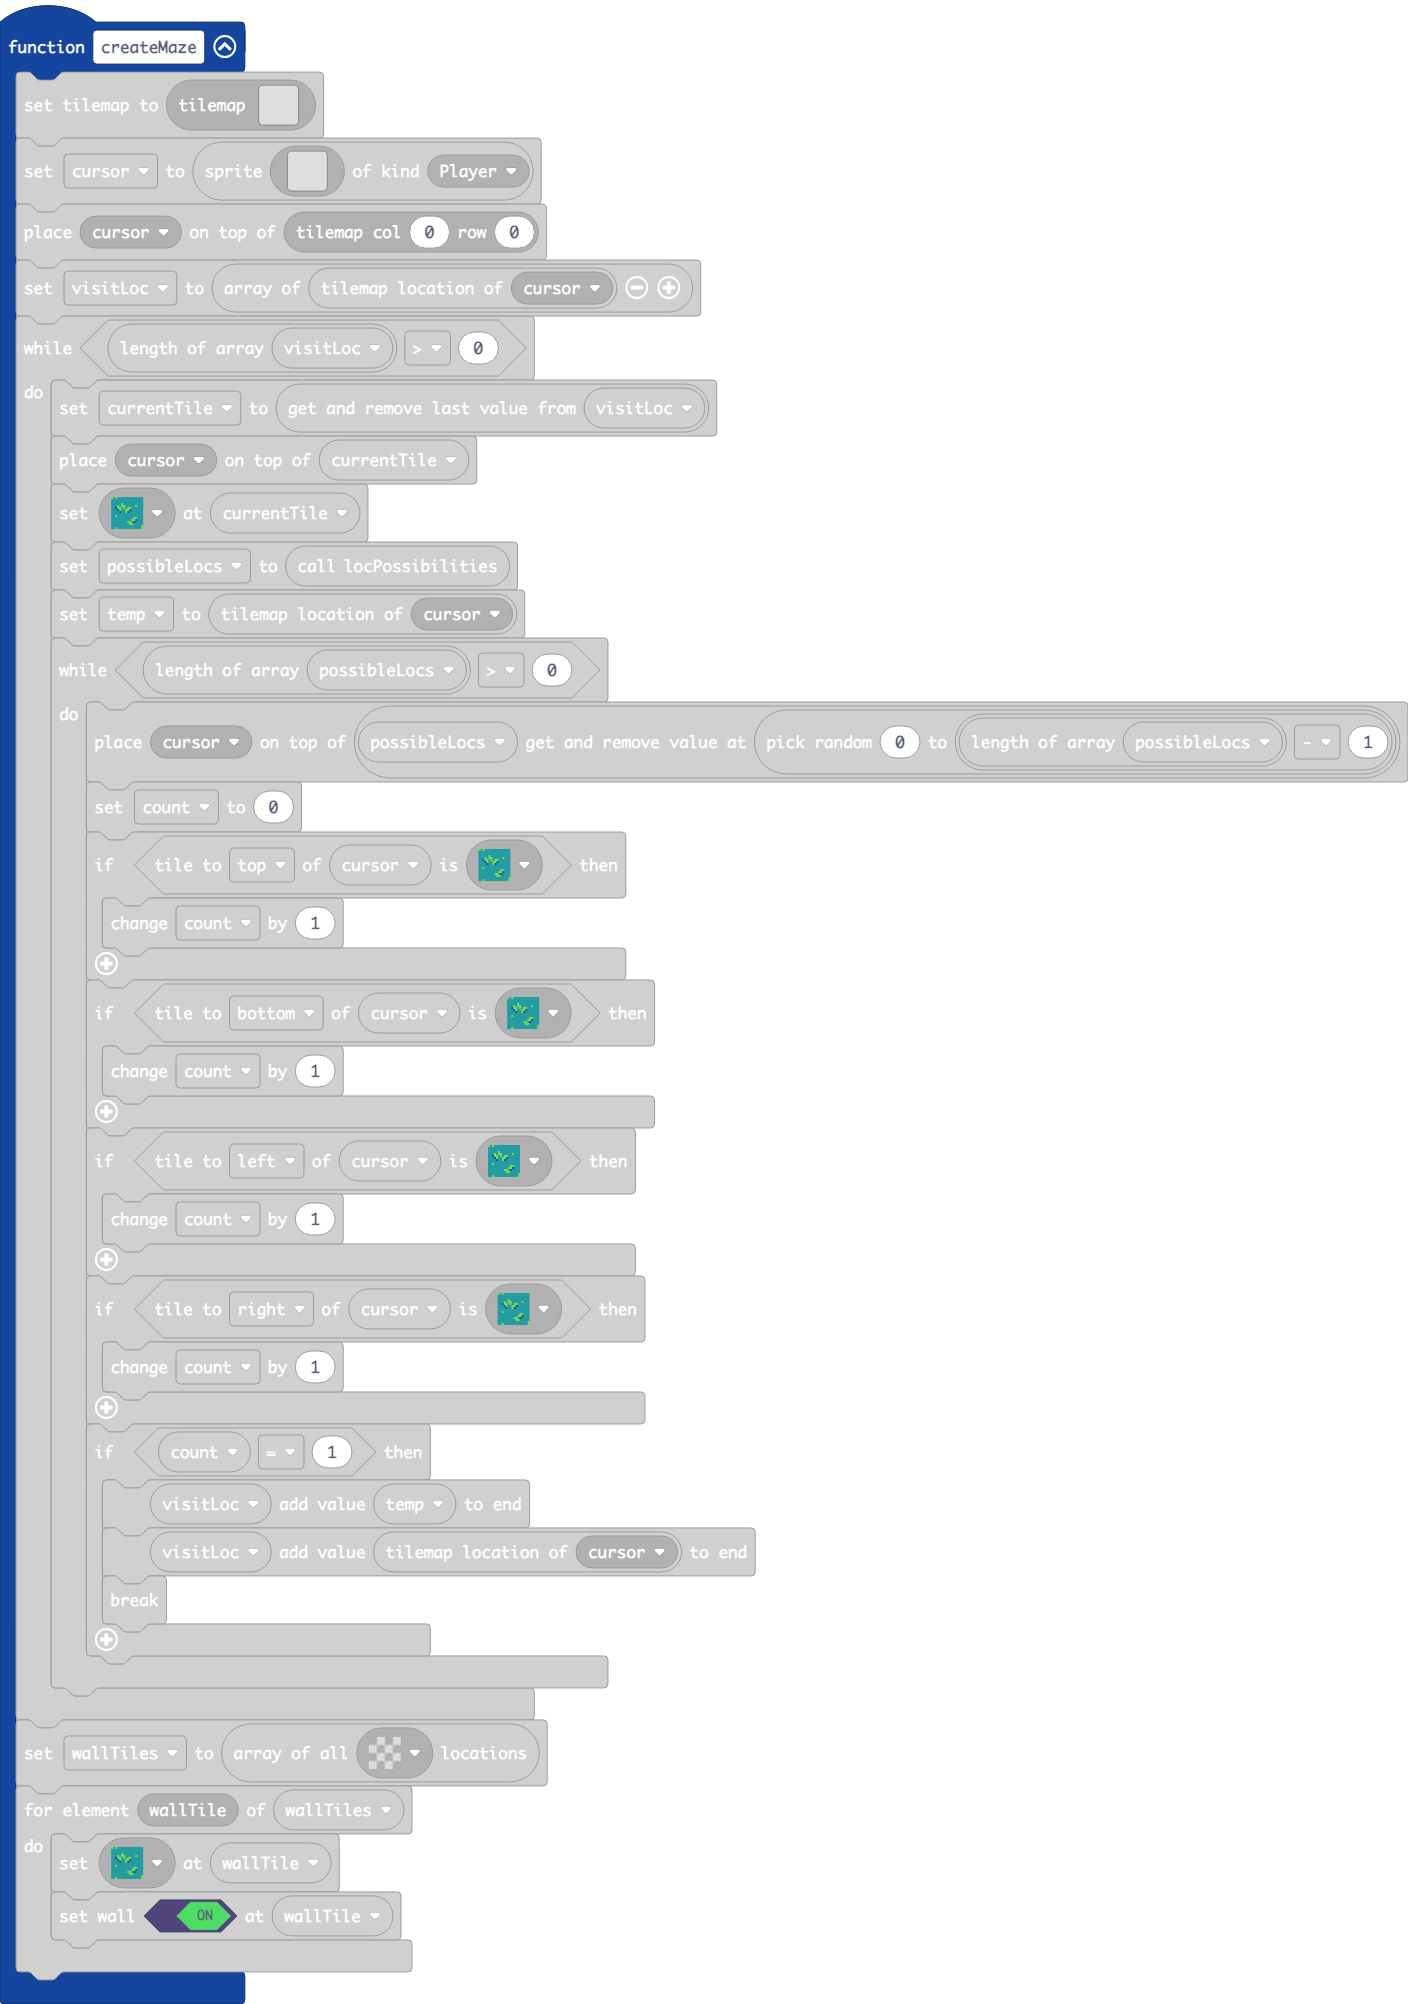 function createMaze
set tilemap to tilemap
set cursor to sprite of kind Player
place cursor on top of tilemap col 0 row 0
set visitLoc to array of tilemap location of cursor
while length of array visitLoc > 0
do
set currentTile to get and remove last value from visitLoc
place cursor on top of currentTile
set at currentTile
set possibleLocs to call locPossibilities
set temp to tilemap location of cursor
while length of array possibleLocs > 0
do
place cursor on top of possibleLocs get and remove value at pick random 0 to length of array possibleLocs - 1
set count to 0
if tile to top of cursor is then
change count by 1
if tile to bottom of cursor is then
change count by 1
if tile to left of cursor is then
change count by 1
if tile to right of cursor is then
change count by 1
if count = 1 then
visitLoc add value temp to end
visitLoc add value tilemap location of cursor to end
break
set wallTiles to array of all locations
for element wallTile of wallTiles
do
set at wallTile
set wall ON at wallTile